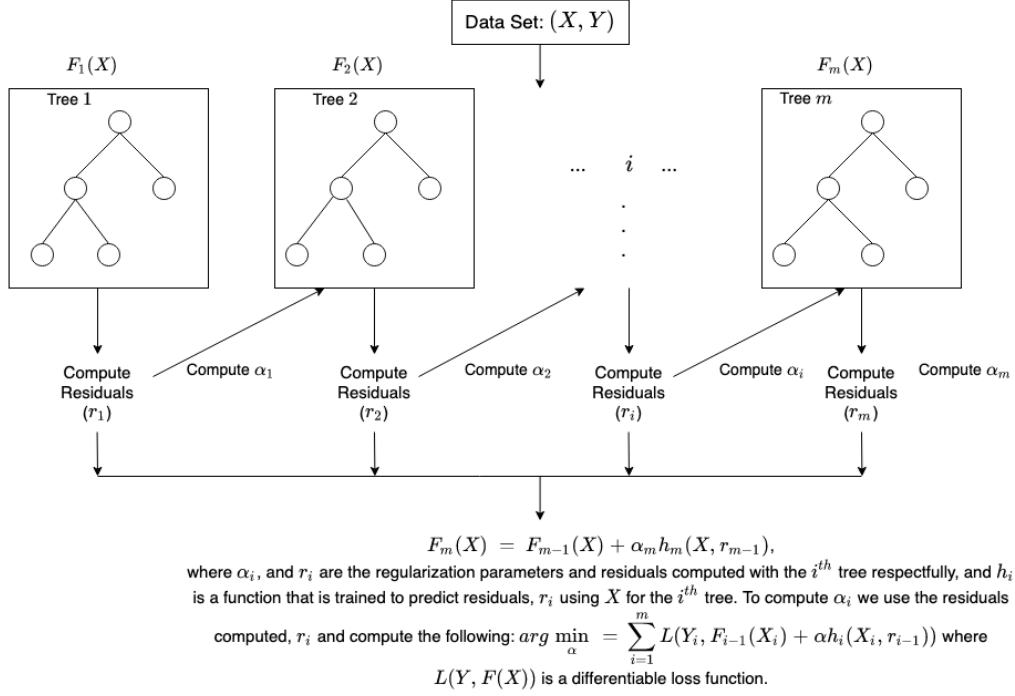 Data Set: (X, Y)
F₁(X)
F₂(X)
Fₘ(X)
Tree 1
Tree 2
Tree m
... i ...
.
.
.
Compute
Residuals
(r₁)
Compute α₁
Compute
Residuals
(r₂)
Compute α₂
Compute
Residuals
(rᵢ)
Compute αᵢ
Compute
Residuals
(rₘ)
Compute αₘ
Fₘ(X) = Fₘ₋₁(X) + αₘhₘ(X, rₘ₋₁),
where αᵢ, and rᵢ are the regularization parameters and residuals computed with the iᵗʰ tree respectfully, and hᵢ
is a function that is trained to predict residuals, rᵢ using X for the iᵗʰ tree. To compute αᵢ we use the residuals
computed, rᵢ and compute the following: arg min_α = ∑_{i=1}^{m} L(Yᵢ, Fᵢ₋₁(Xᵢ) + αhᵢ(Xᵢ, rᵢ₋₁)) where
L(Y, F(X)) is a differentiable loss function.